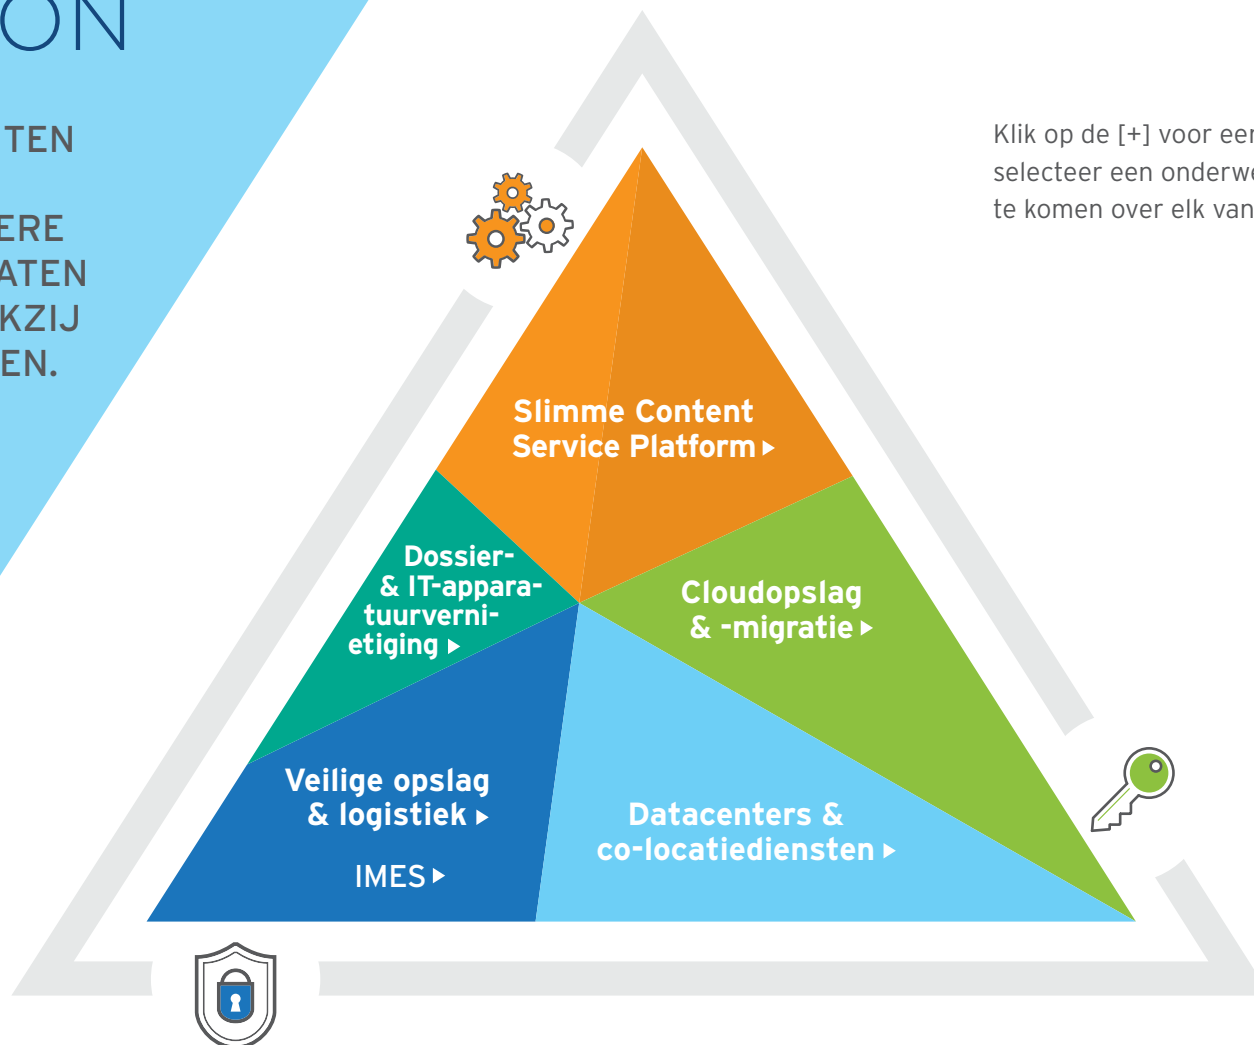 ON
TEN
ERE
ATEN
KZIJ
EN.
Klik op de [+] voor een
selecteer een onderwe
te komen over elk van
Slimme Content
Service Platform
Dossier-
& IT-appara-
tuurverni-
etiging
Cloudopslag
& -migratie
Veilige opslag
& logistiek
IMES
Datacenters &
co-locatiediensten